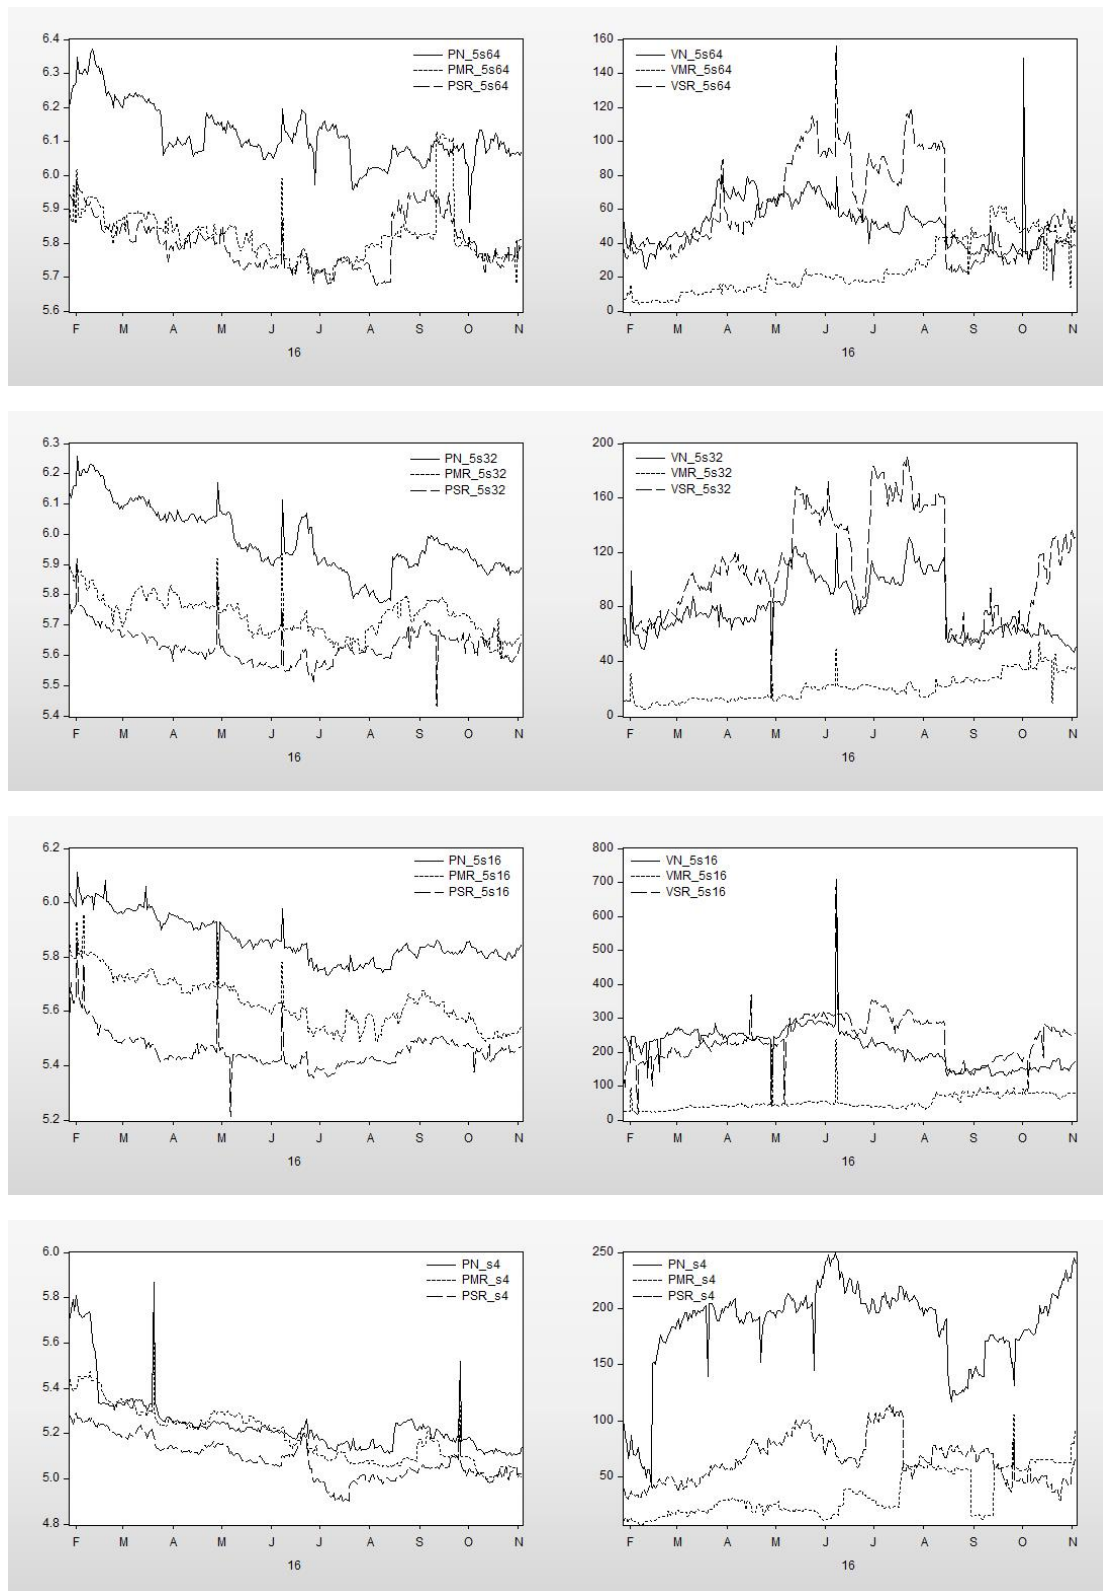 6.4
6.3
6.2
6.1
6.0
5.9
5.8
5.7
5.6
PN_5s64
PMR_5s64
PSR_5s64
F M A M J J A S O N
16
160
140
120
100
80
60
40
20
0
VN_5s64
VMR_5s64
VSR_5s64
F M A M J J A S O N
16
6.3
6.2
6.1
6.0
5.9
5.8
5.7
5.6
5.5
5.4
PN_5s32
PMR_5s32
PSR_5s32
F M A M J J A S O N
16
200
160
120
80
40
0
VN_5s32
VMR_5s32
VSR_5s32
F M A M J J A S O N
16
6.2
6.0
5.8
5.6
5.4
5.2
PN_5s16
PMR_5s16
PSR_5s16
F M A M J J A S O N
16
800
700
600
500
400
300
200
100
0
VN_5s16
VMR_5s16
VSR_5s16
F M A M J J A S O N
16
6.0
5.8
5.6
5.4
5.2
5.0
4.8
PN_s4
PMR_s4
PSR_s4
F M A M J J A S O N
16
250
200
150
100
50
PN_s4
PMR_s4
PSR_s4
F M A M J J A S O N
16